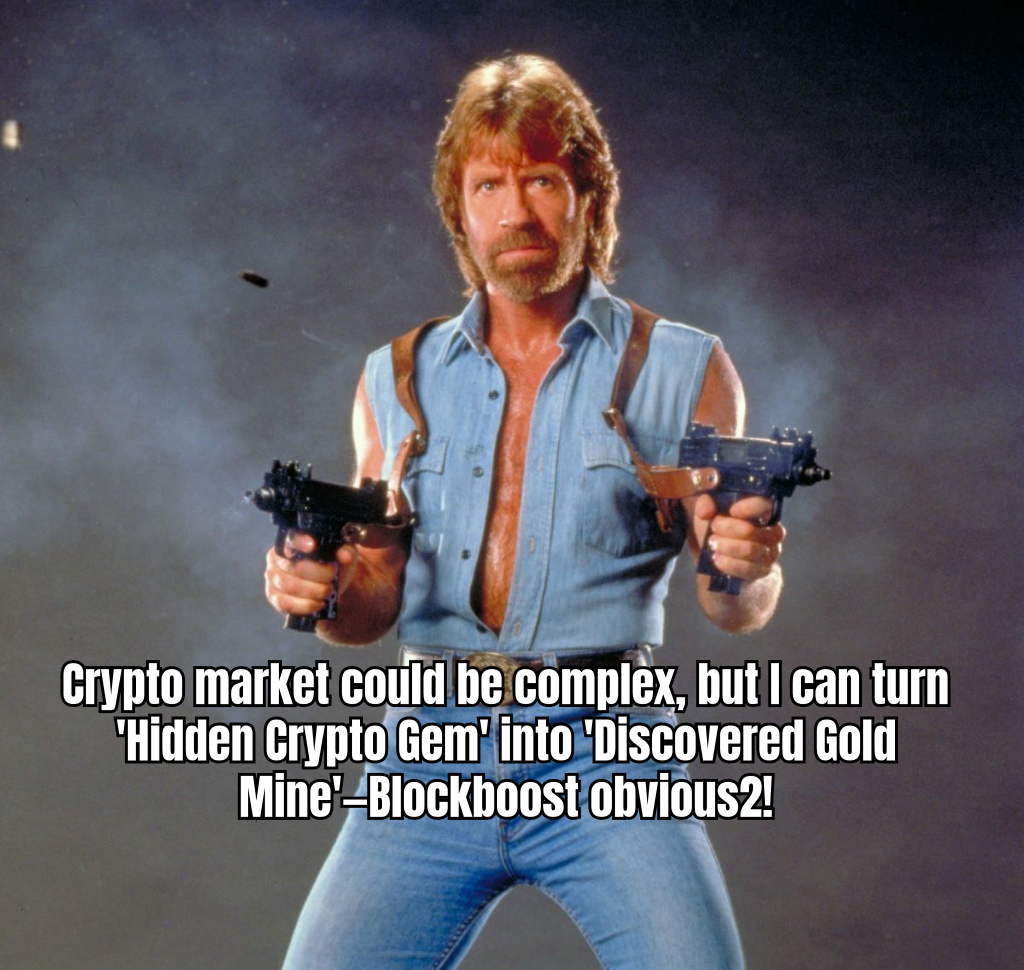 Crypto market could be complex, but I can turn
'Hidden Crypto Gem' into 'Discovered Gold
Mine'—Blockboost obvious2!